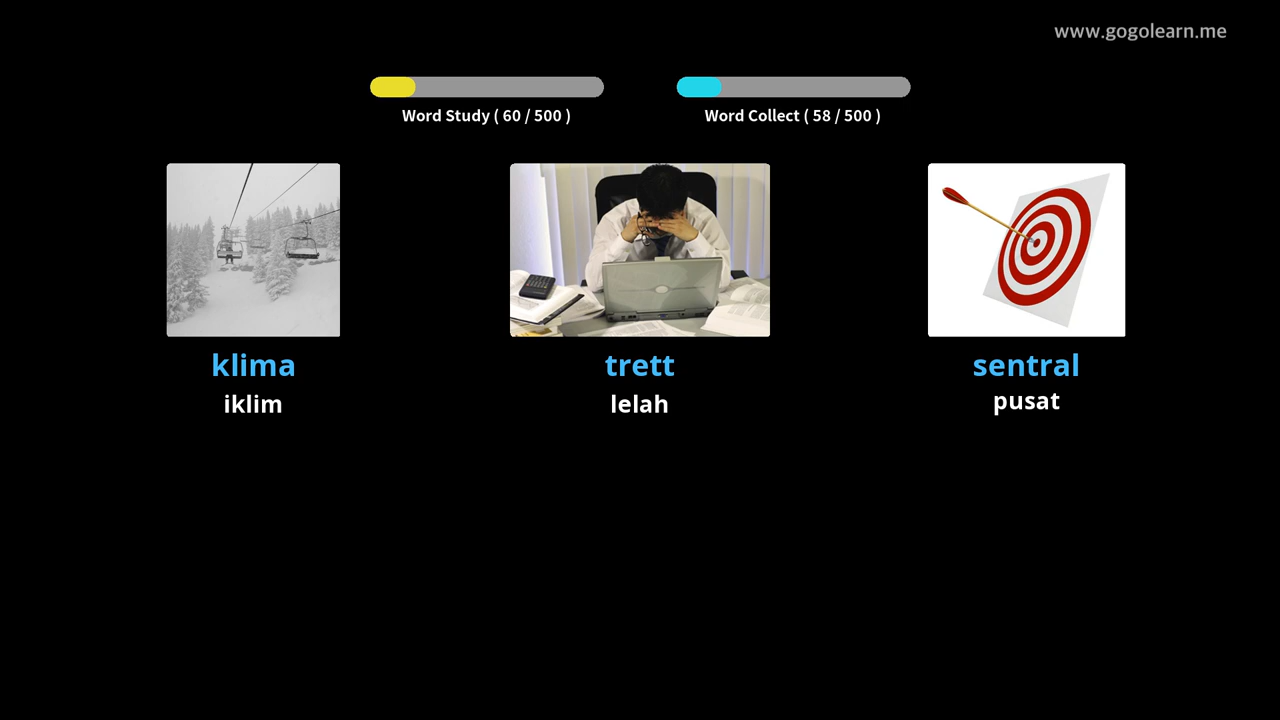 www.gogolearn.me
Word Study ( 60 / 500 )
Word Collect ( 58 / 500 )
klima
iklim
trett
lelah
sentral
pusat